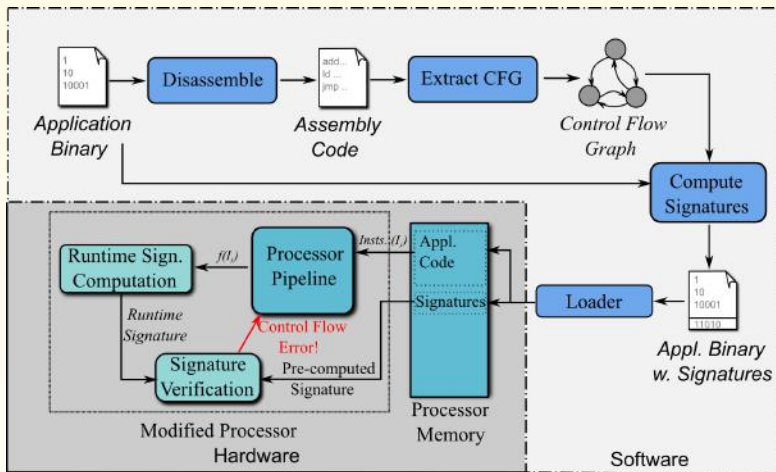 1
10
10001
Disassemble
add...
ld ...
jmp ..
Extract CFG
Application
Binary
Assembly
Code
Control Flow
Graph
Compute
Signatures
Runtime Sign.
Computation
f(Iᵢ)
Processor
Pipeline
Insts.:(Iᵢ)
Appl.
Code
Signatures
Loader
1
10
10001
11010
Runtime
Signature
Control Flow
Error!
Signature
Verification
Pre-computed
Signature
Appl. Binary
w. Signatures
Processor
Memory
Modified Processor
Hardware
Software